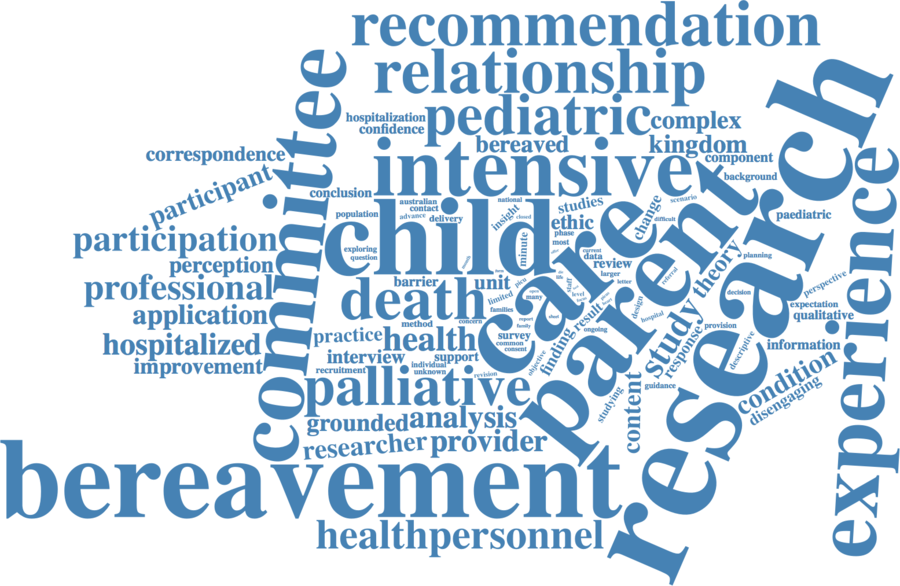 recommendation
relationship
hospitalization
confidence
pediatric
complex
bereaved
kingdom
correspondence
committee
intensive
component
background
participant
conclusion
research
experience
australian
contact
advance
delivery
national
insight
closed
studies
change
scenario
population
child
ethic
difficult
paediatric
participation
exploring
question
minute
phase
most
care
parent
perception
current
data
review
larger
letter
theory
planning
professional
barrier
unit
limited
picu
families
many
staff
level
life
referral
perspective
death
decision
expectation
application
method
concern
report
family
design
hospital
qualitative
practice
health
survey
common
consent
ongoing
result
finding
study
response
provision
descriptive
information
hospitalized
interview
support
individual
unknown
objective
improvement
recruitment
revision
guidance
condition
disengaging
palliative
studying
content
grounded
analysis
researcher
provider
bereavement
healthpersonnel